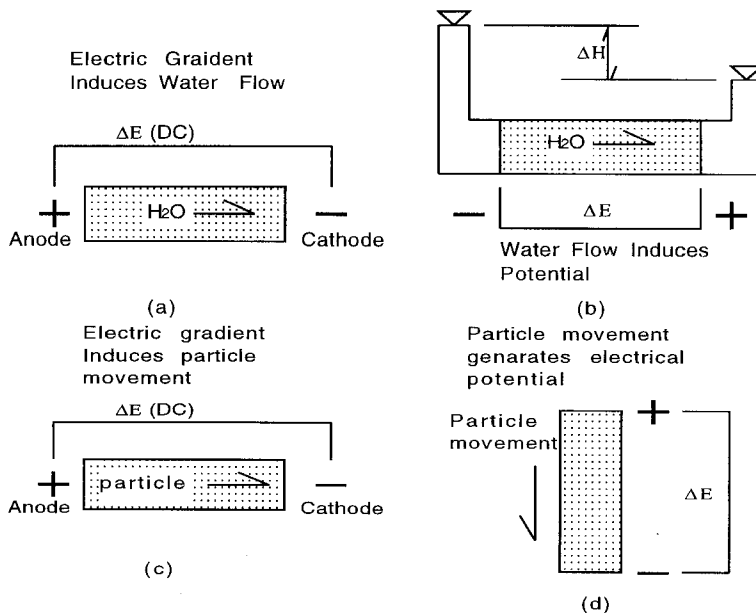 Electric Graident
Induces Water Flow
ΔE (DC)
H2O
+
−
Anode
Cathode
(a)
ΔH
H2O
−
ΔE
+
Water Flow Induces
Potential
(b)
Electric gradient
Induces particle
movement
ΔE (DC)
+
particle
−
Anode
Cathode
(c)
Particle movement
genarates electrical
potential
Particle
movement
+
ΔE
−
(d)